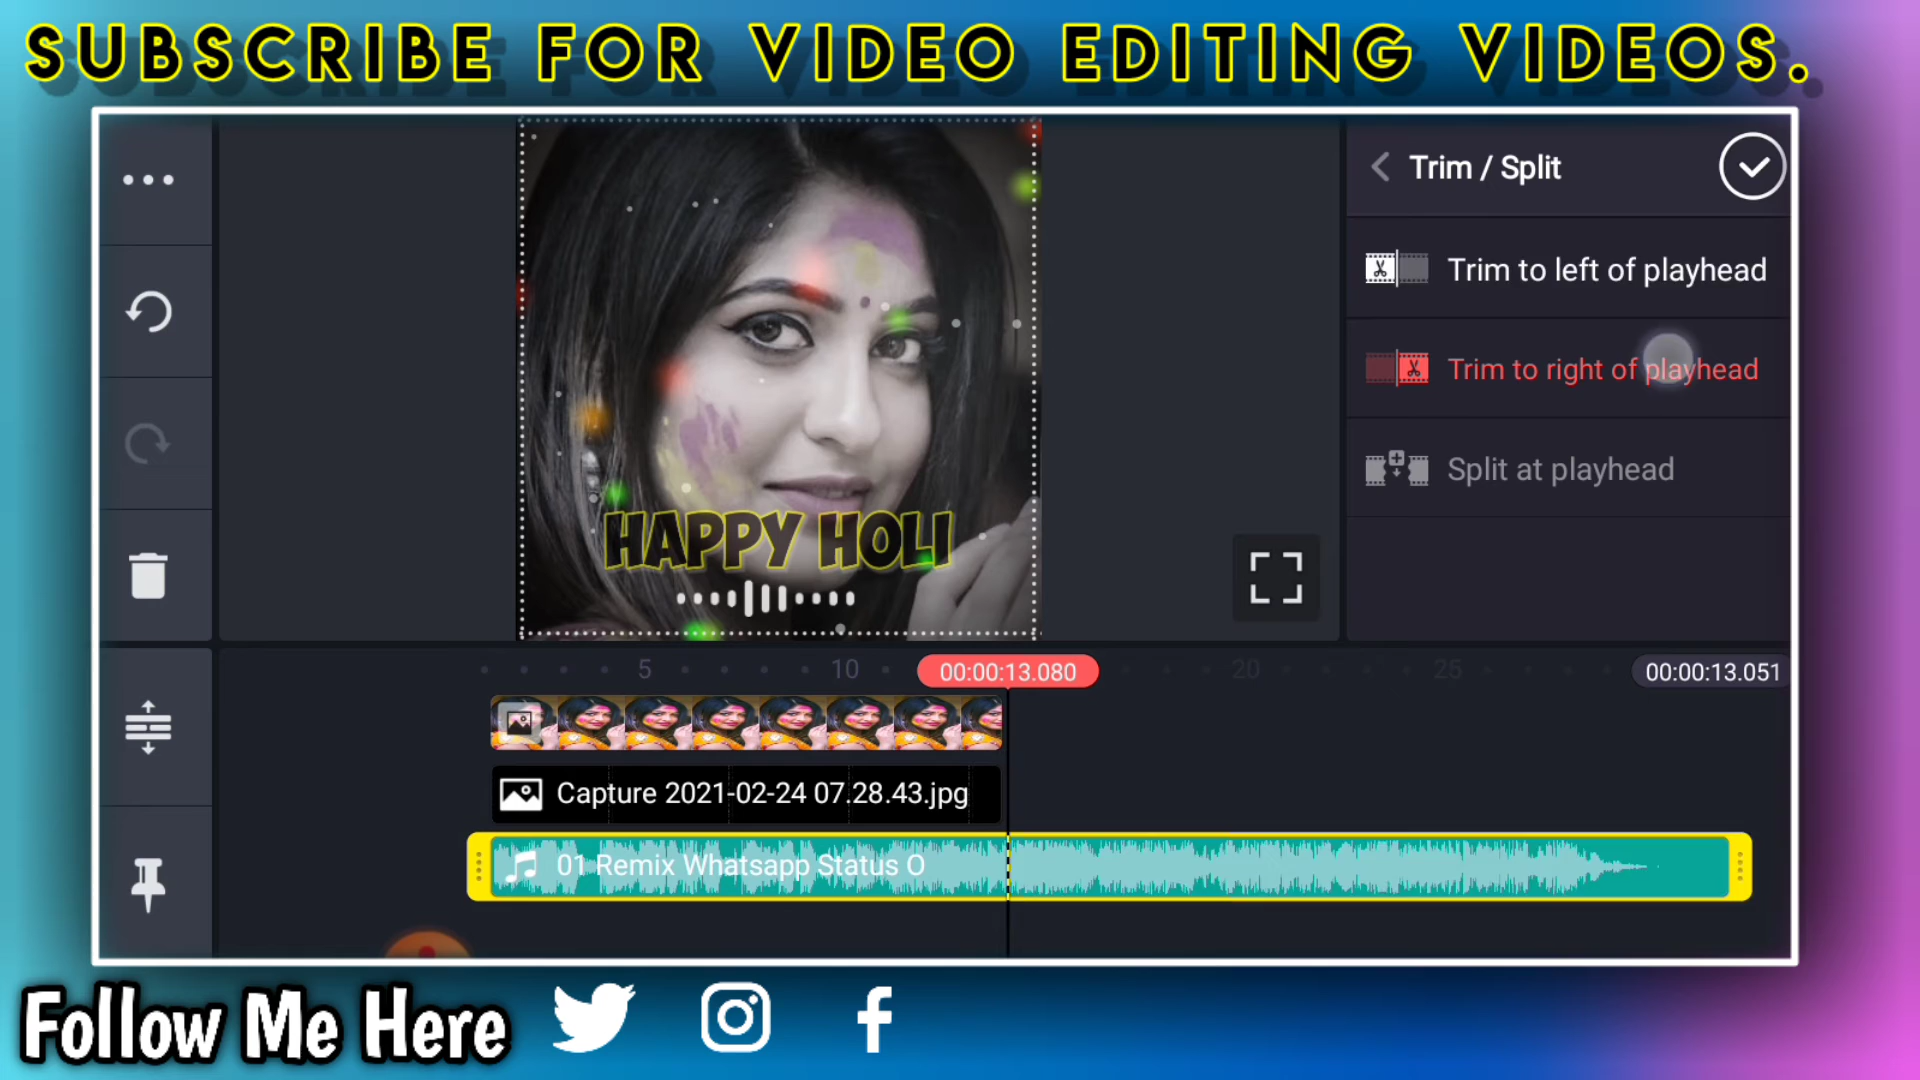 SUBSCRIBE FOR VIDEO EDITING VIDEOS.
Trim / Split
Trim to left of playhead
Trim to right of playhead
Split at playhead
HAPPY HOLI
5
10
00:00:13.080
20
25
00:00:13.051
Capture 2021-02-24 07.28.43.jpg
01 Remix Whatsapp Status O
Follow Me Here